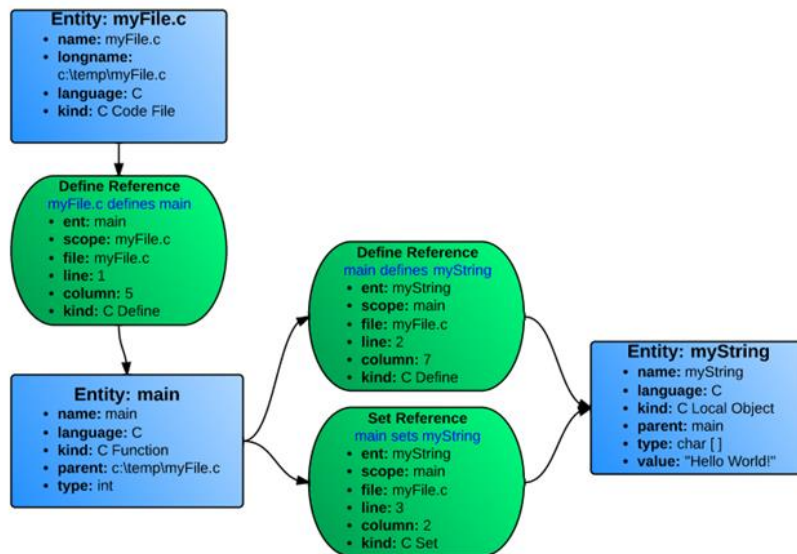 Entity: myFile.c
• name: myFile.c
• longname:
c:\temp\myFile.c
• language: C
• kind: C Code File
Define Reference
myFile.c defines main
• ent: main
• scope: myFile.c
• file: myFile.c
• line: 1
• column: 5
• kind: C Define
Entity: main
• name: main
• language: C
• kind: C Function
• parent: c:\temp\myFile.c
• type: int
Define Reference
main defines myString
• ent: myString
• scope: main
• file: myFile.c
• line: 2
• column: 7
• kind: C Define
Set Reference
main sets myString
• ent: myString
• scope: main
• file: myFile.c
• line: 3
• column: 2
• kind: C Set
Entity: myString
• name: myString
• language: C
• kind: C Local Object
• parent: main
• type: char [ ]
• value: "Hello World!"